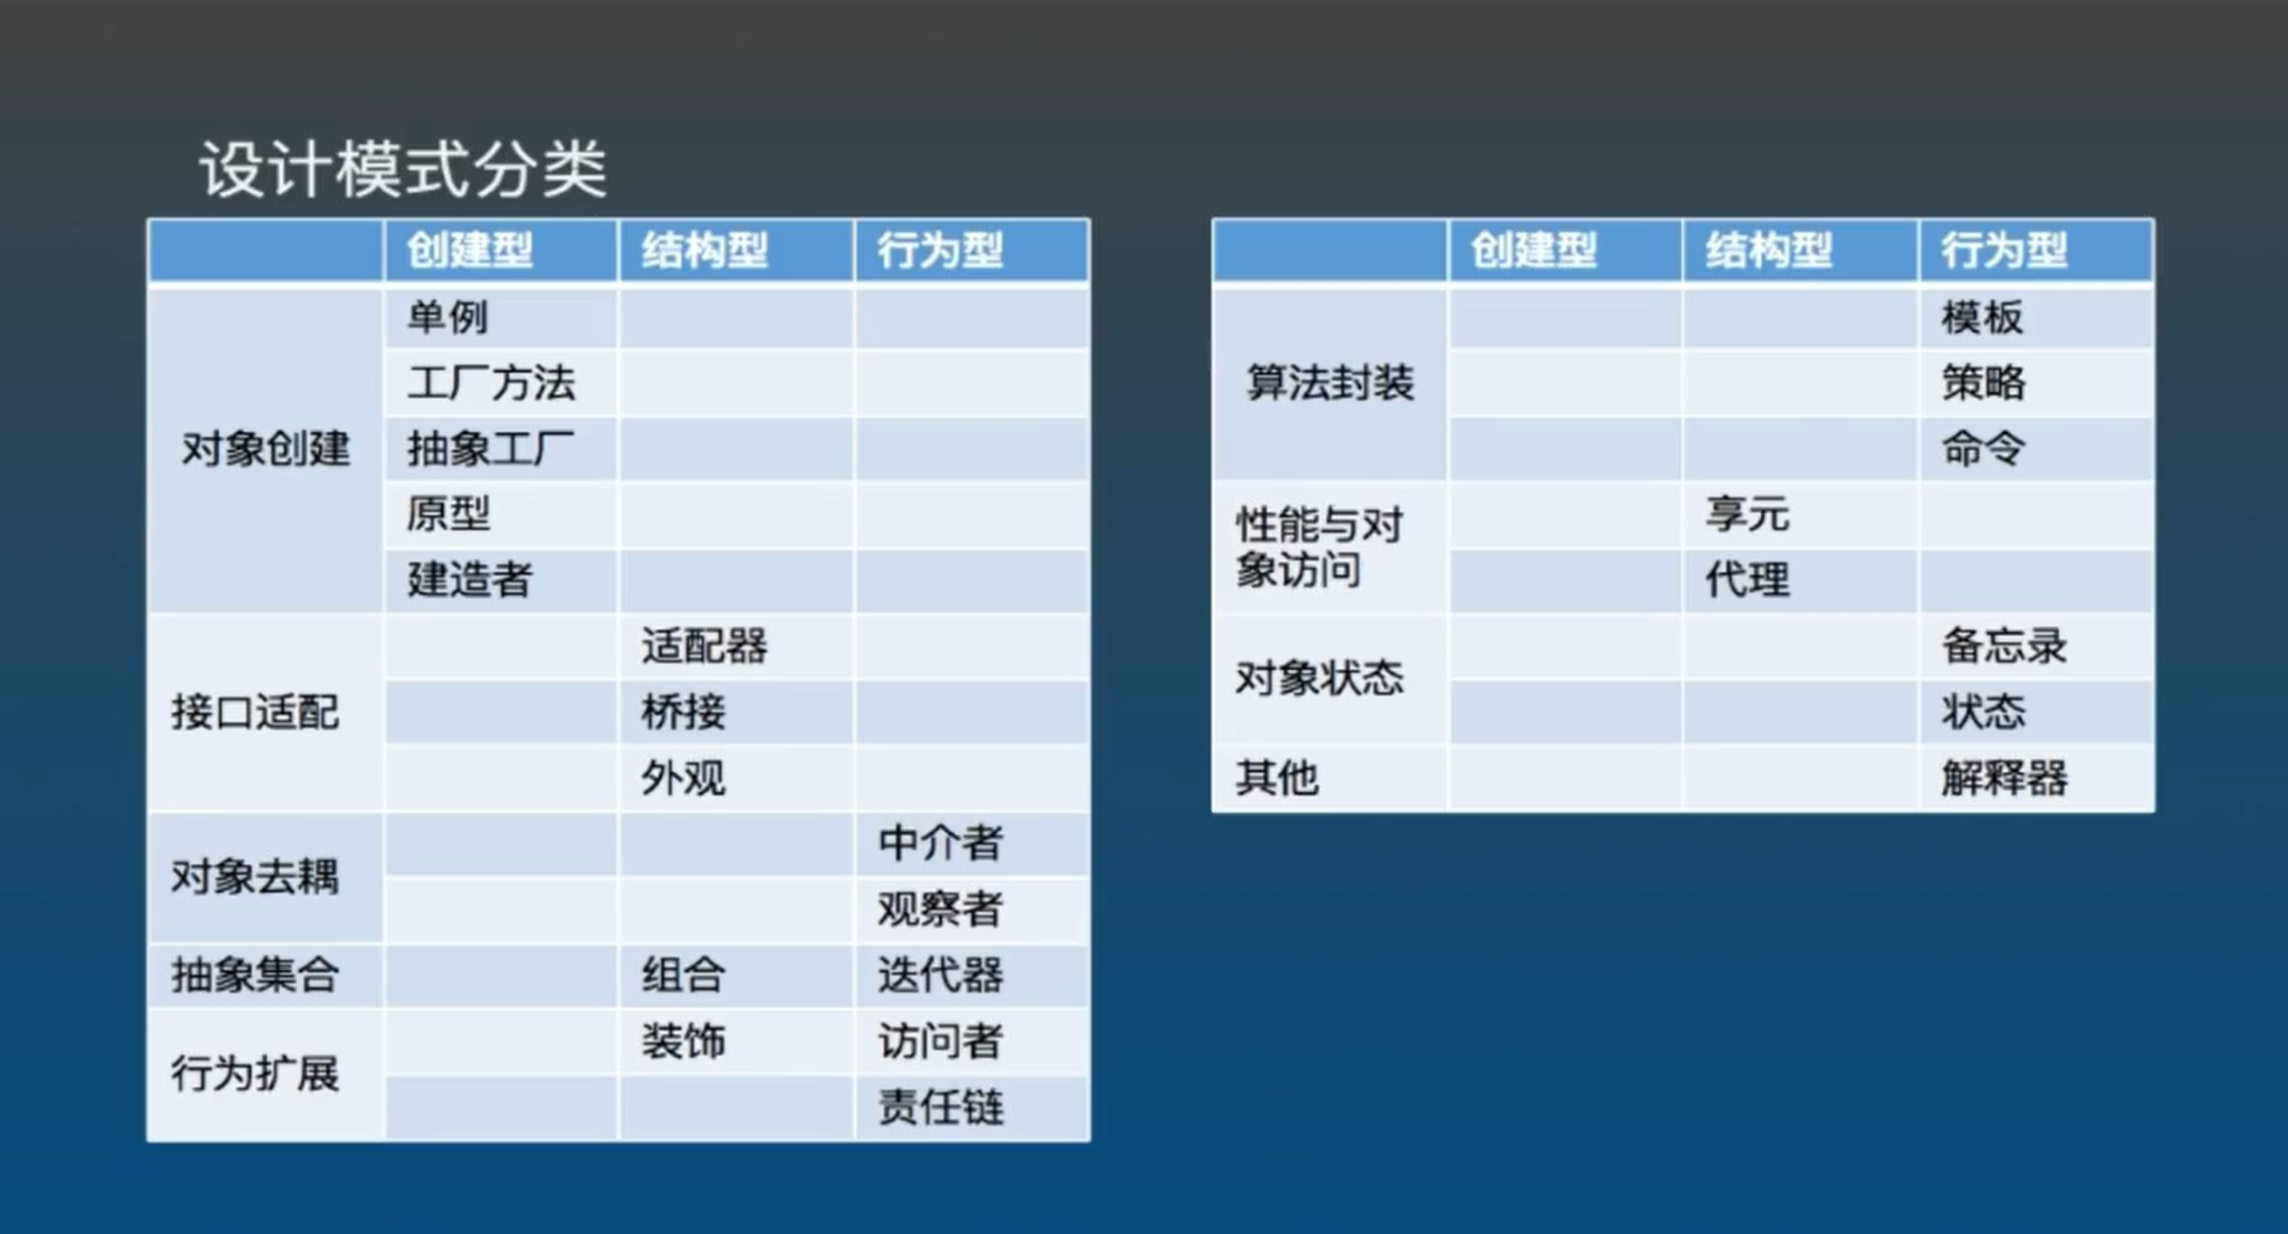 设计模式分类
创建型 结构型 行为型
对象创建
单例
工厂方法
抽象工厂
原型
建造者
接口适配
适配器
桥接
外观
对象去耦
中介者
观察者
抽象集合 组合 迭代器
行为扩展
装饰 访问者
责任链
创建型 结构型 行为型
算法封装
模板
策略
命令
性能与对
象访问
享元
代理
对象状态
备忘录
状态
其他 解释器